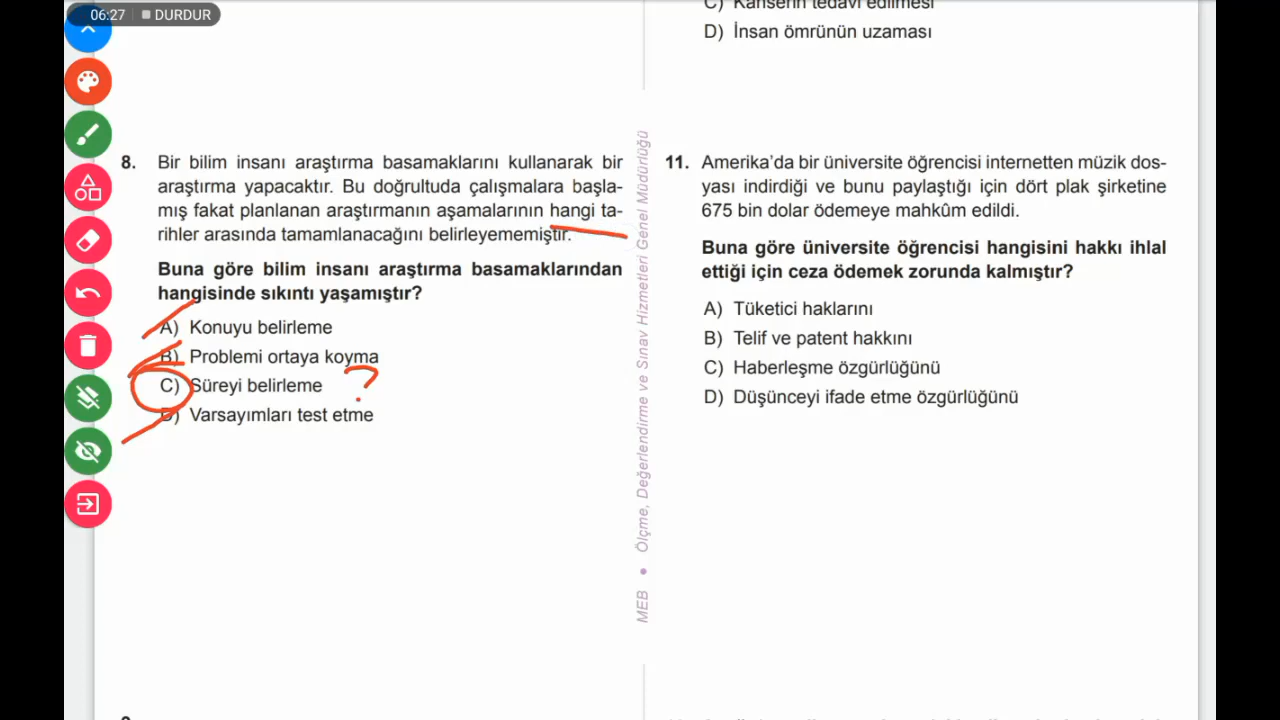 06:27 DURDUR
C) Kanserin tedavi edilmesi
D) İnsan ömrünün uzaması
8. Bir bilim insanı araştırma basamaklarını kullanarak bir
araştırma yapacaktır. Bu doğrultuda çalışmalara başla-
mış fakat planlanan araştırmanın aşamalarının hangi ta-
rihler arasında tamamlanacağını belirleyememiştir.
Buna göre bilim insanı araştırma basamaklarından
hangisinde sıkıntı yaşamıştır?
A) Konuyu belirleme
B) Problemi ortaya koyma
C) Süreyi belirleme ?
D) Varsayımları test etme
MEB • Ölçme, Değerlendirme ve Sınav Hizmetleri Genel Müdürlüğü
11. Amerika'da bir üniversite öğrencisi internetten müzik dos-
yası indirdiği ve bunu paylaştığı için dört plak şirketine
675 bin dolar ödemeye mahkûm edildi.
Buna göre üniversite öğrencisi hangisini hakkı ihlal
ettiği için ceza ödemek zorunda kalmıştır?
A) Tüketici haklarını
B) Telif ve patent hakkını
C) Haberleşme özgürlüğünü
D) Düşünceyi ifade etme özgürlüğünü